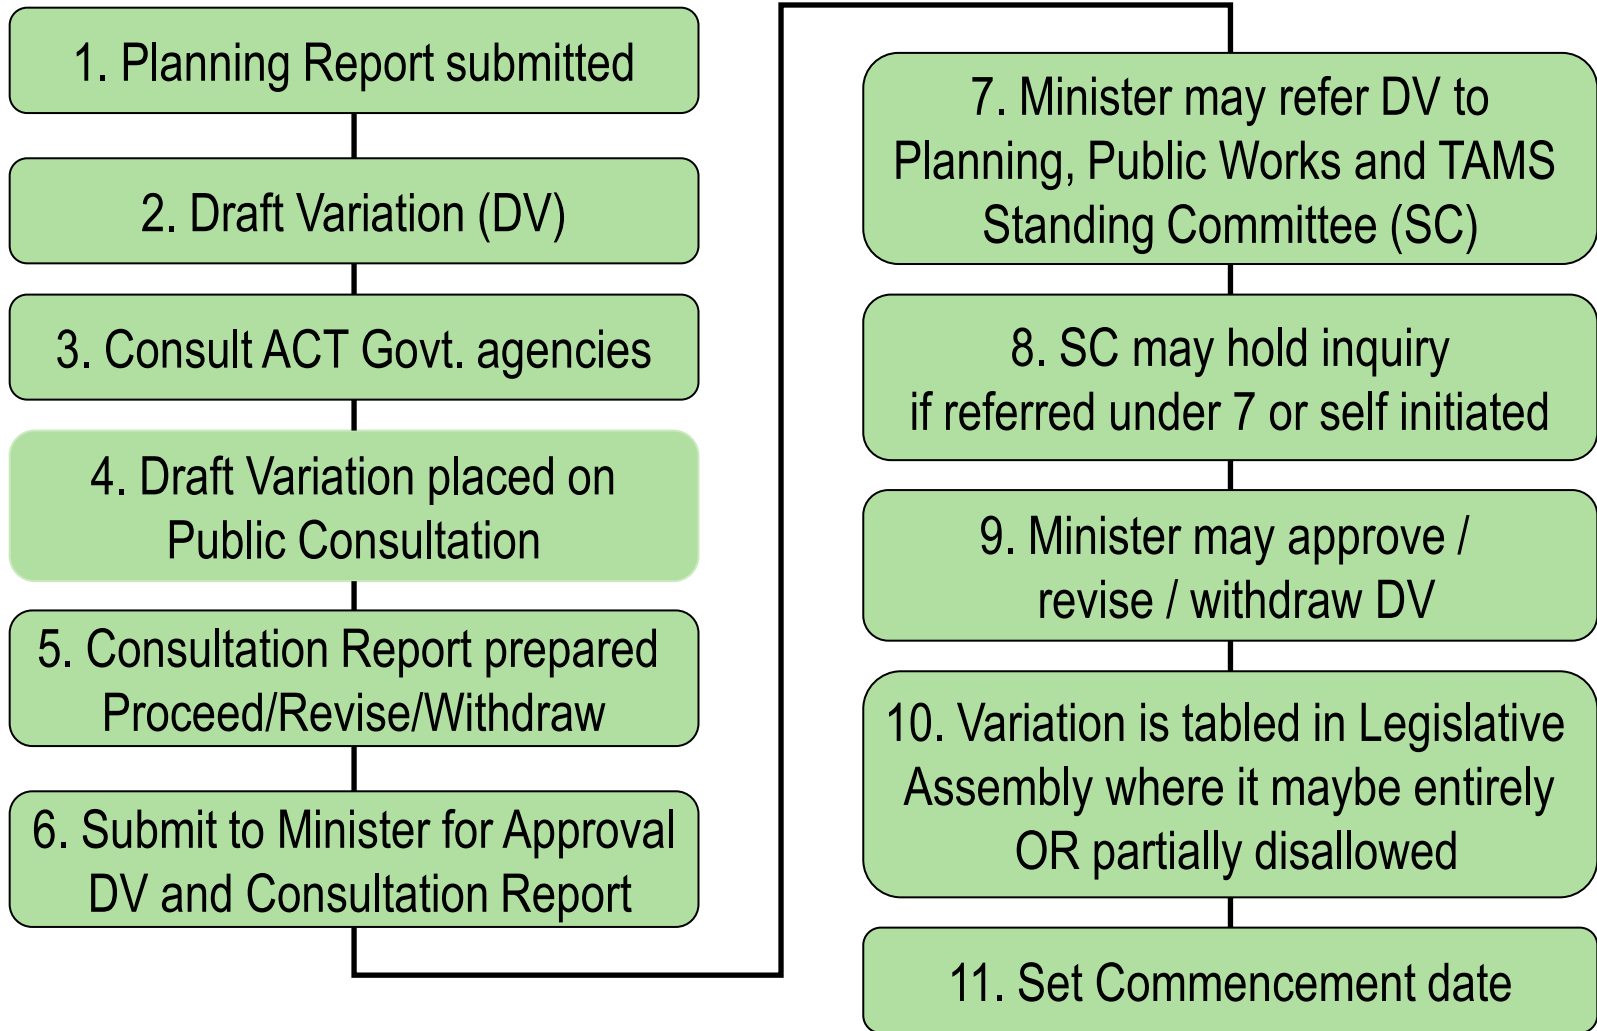 1. Planning Report submitted
2. Draft Variation (DV)
3. Consult ACT Govt. agencies
4. Draft Variation placed on
Public Consultation
5. Consultation Report prepared
Proceed/Revise/Withdraw
6. Submit to Minister for Approval
DV and Consultation Report
7. Minister may refer DV to
Planning, Public Works and TAMS
Standing Committee (SC)
8. SC may hold inquiry
if referred under 7 or self initiated
9. Minister may approve /
revise / withdraw DV
10. Variation is tabled in Legislative
Assembly where it maybe entirely
OR partially disallowed
11. Set Commencement date